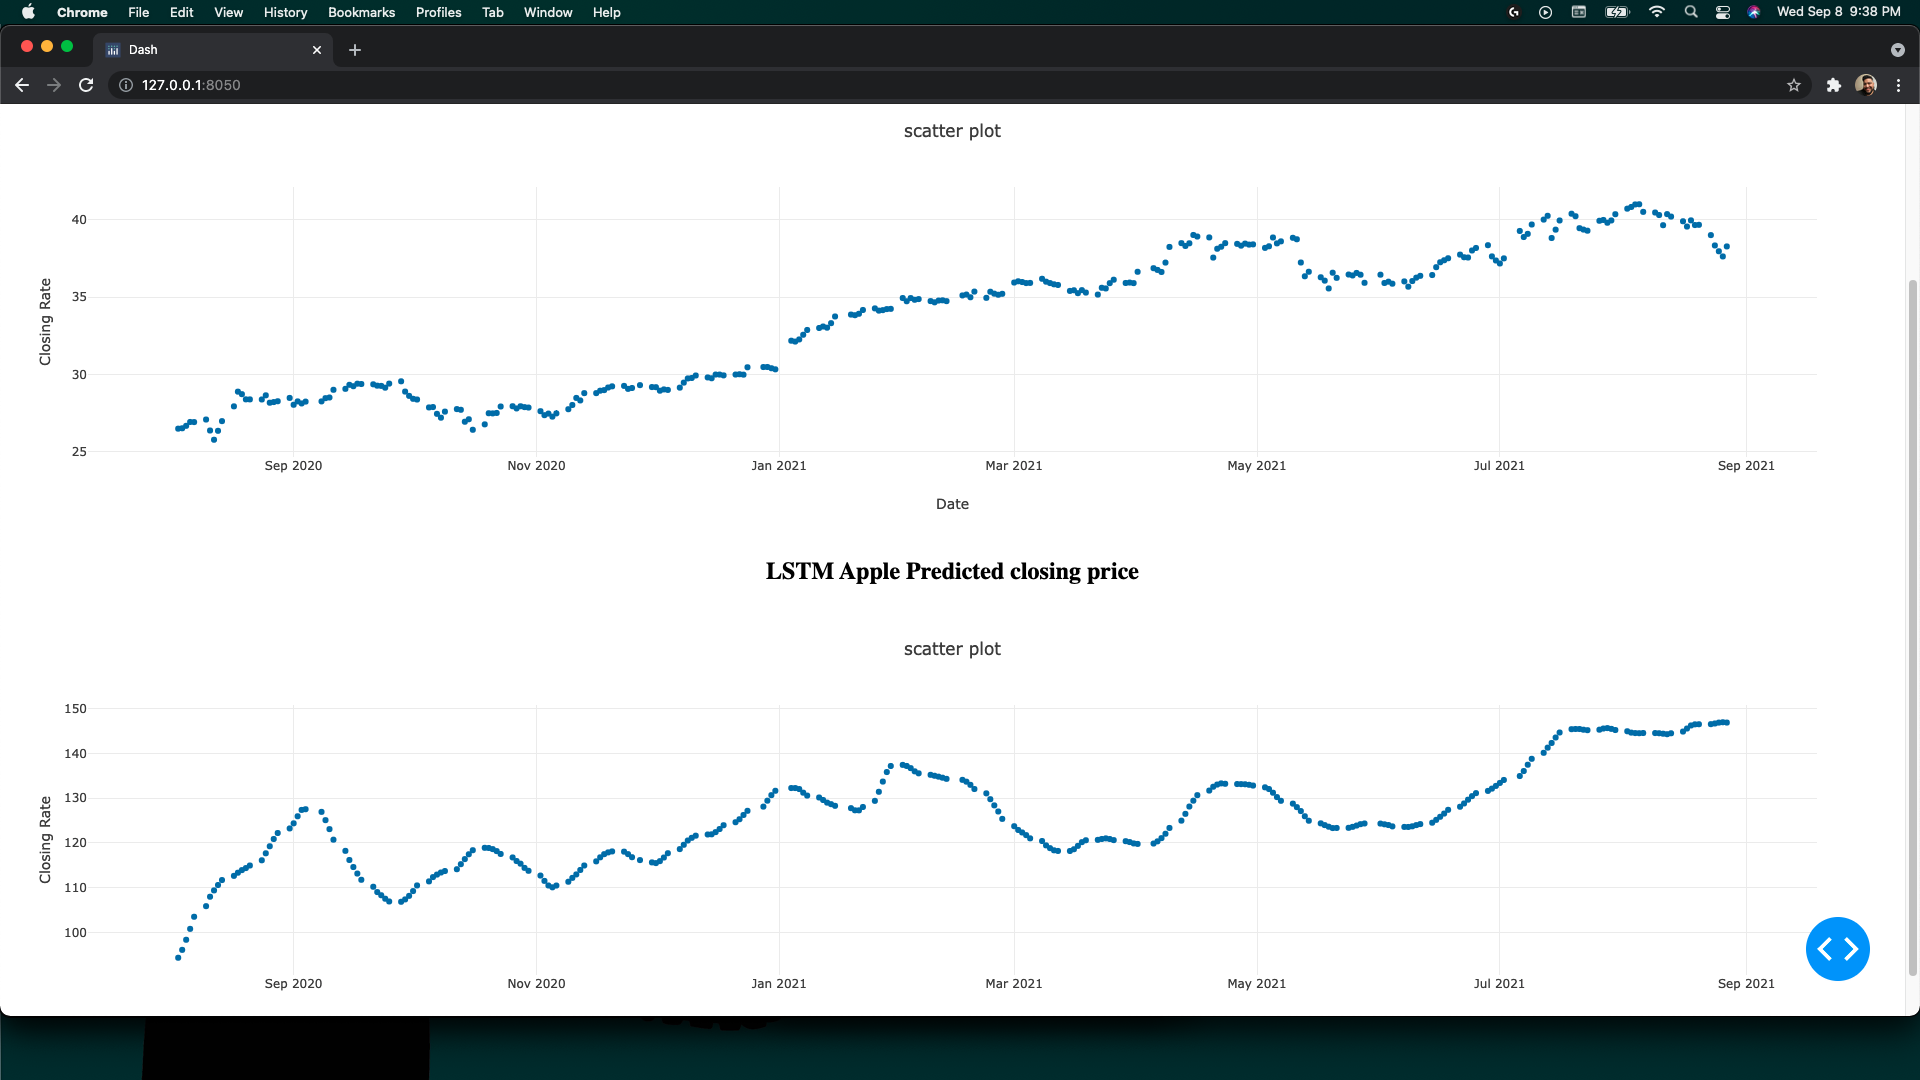 Chrome File Edit View History Bookmarks Profiles Tab Window Help Wed Sep 8 9:38 PM
Dash
127.0.0.1:8050
scatter plot
40
35
30
25
Closing Rate
Sep 2020 Nov 2020 Jan 2021 Mar 2021 May 2021 Jul 2021 Sep 2021
Date
LSTM Apple Predicted closing price
scatter plot
150
140
130
120
110
100
Closing Rate
Sep 2020 Nov 2020 Jan 2021 Mar 2021 May 2021 Jul 2021 Sep 2021